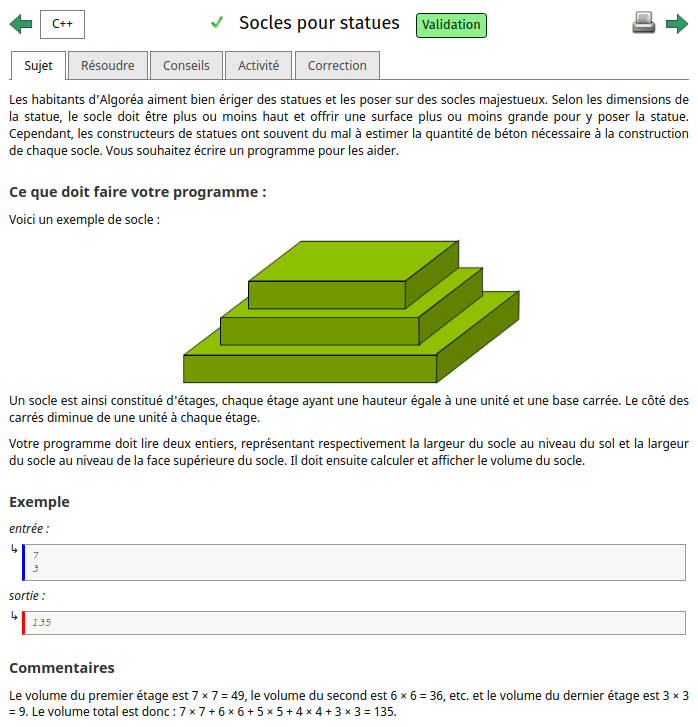 C++
Socles pour statues
Validation
Sujet
Résoudre
Conseils
Activité
Correction
Les habitants d'Algoréa aiment bien ériger des statues et les poser sur des socles majestueux. Selon les dimensions de
la statue, le socle doit être plus ou moins haut et offrir une surface plus ou moins grande pour y poser la statue.
Cependant, les constructeurs de statues ont souvent du mal à estimer la quantité de béton nécessaire à la construction
de chaque socle. Vous souhaitez écrire un programme pour les aider.
Ce que doit faire votre programme :
Voici un exemple de socle :
Un socle est ainsi constitué d'étages, chaque étage ayant une hauteur égale à une unité et une base carrée. Le côté des
carrés diminue de une unité à chaque étage.
Votre programme doit lire deux entiers, représentant respectivement la largeur du socle au niveau du sol et la largeur
du socle au niveau de la face supérieure du socle. Il doit ensuite calculer et afficher le volume du socle.
Exemple
entrée :
7
3
sortie :
135
Commentaires
Le volume du premier étage est 7 × 7 = 49, le volume du second est 6 × 6 = 36, etc. et le volume du dernier étage est 3 × 3
= 9. Le volume total est donc : 7 × 7 + 6 × 6 + 5 × 5 + 4 × 4 + 3 × 3 = 135.